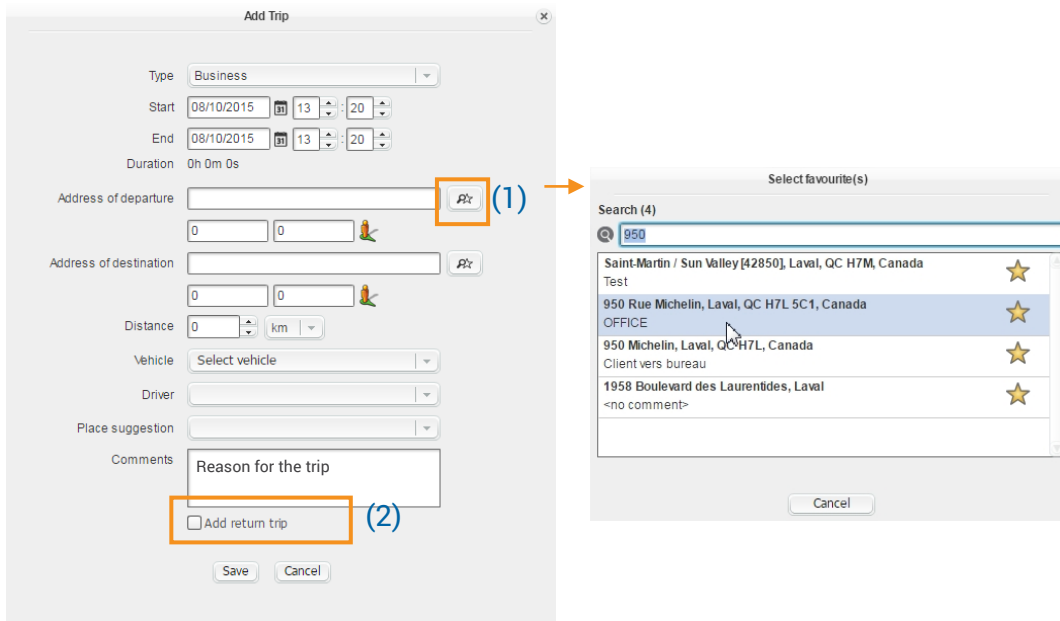 Add Trip
Type Business
Start 08/10/2015 31 13 : 20
End 08/10/2015 31 13 : 20
Duration 0h 0m 0s
Address of departure (1)
0 0
Address of destination
0 0
Distance 0 km
Vehicle Select vehicle
Driver
Place suggestion
Comments Reason for the trip
Add return trip (2)
Save Cancel
Select favourite(s)
Search (4)
950
Saint-Martin / Sun Valley [42850], Laval, QC H7M, Canada
Test
950 Rue Michelin, Laval, QC H7L 5C1, Canada
OFFICE
950 Michelin, Laval, QC H7L, Canada
Client vers bureau
1958 Boulevard des Laurentides, Laval
<no comment>
Cancel